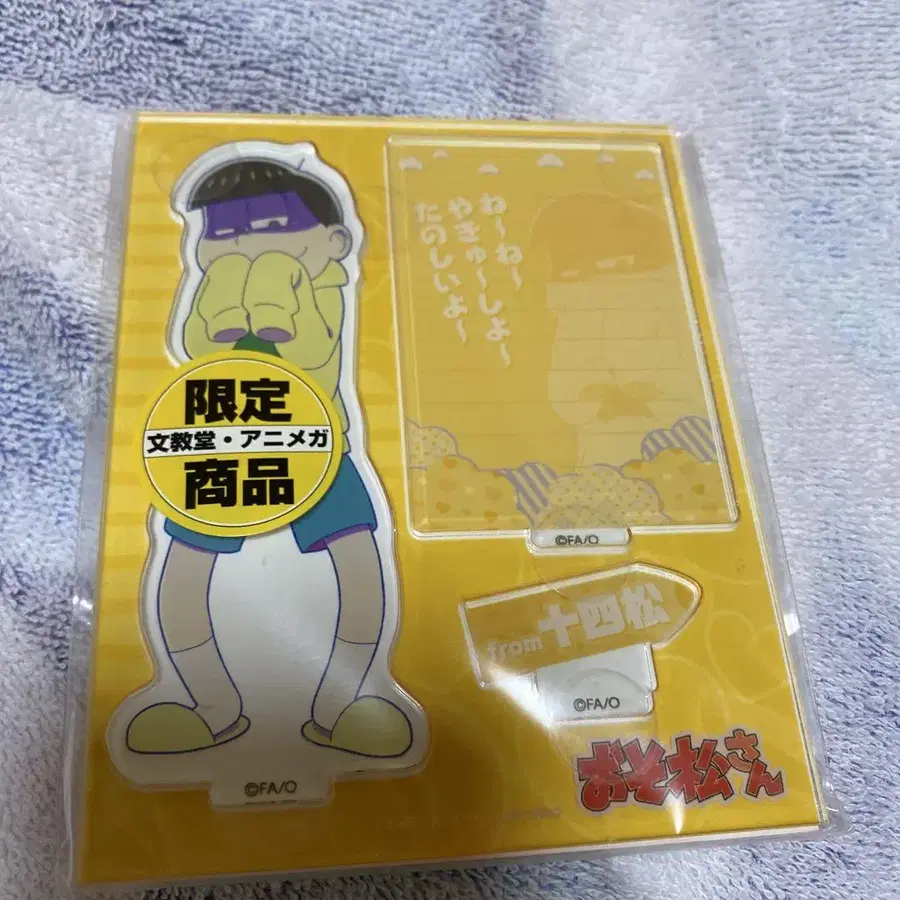 限定
文教堂・アニメガ
商品
©FA/O
ね〜ね〜
やきゅ〜しよ〜
たのしいよ〜
©FA/O
from 十四松
©FA/O
おそ松さん